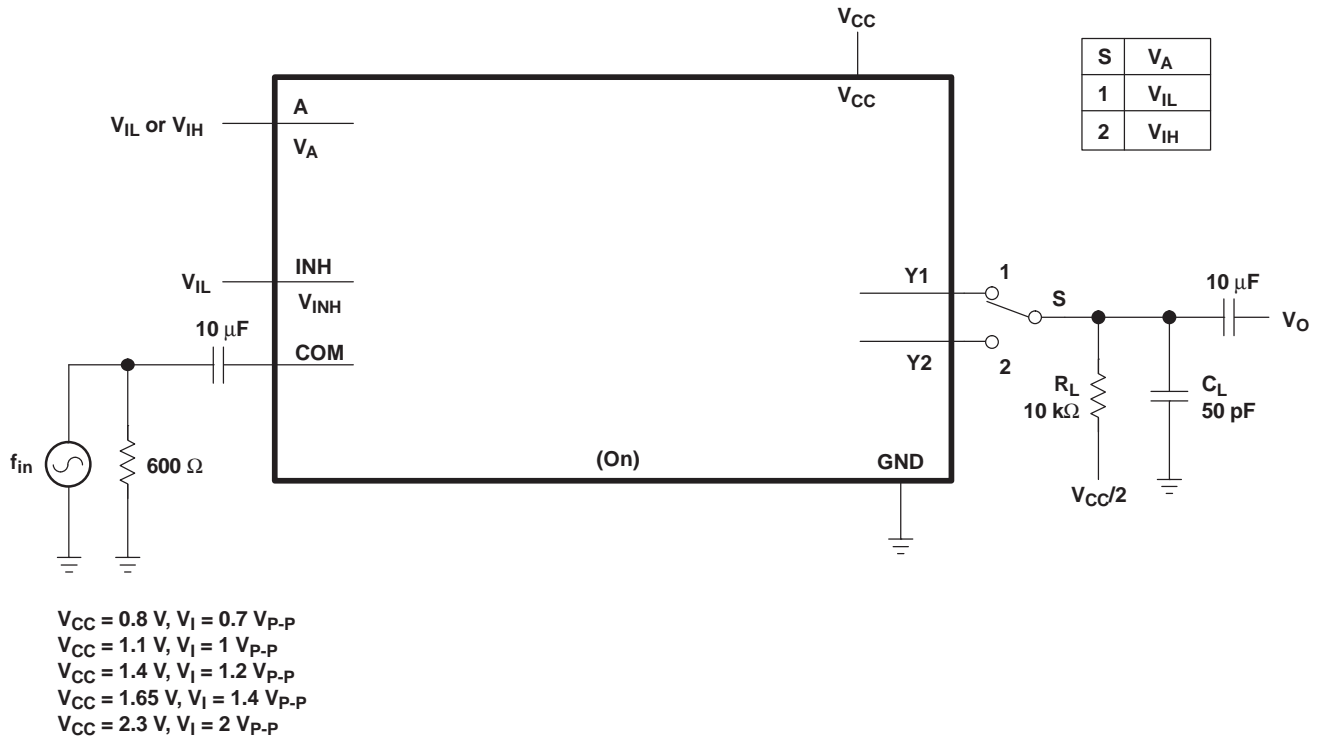 VCC
S VA
1 VIL
2 VIH
VCC
A
VIL or VIH
VA
INH
VIL
VINH
10 μF
COM
Y1
1
S
10 μF
VO
Y2
2
RL
10 kΩ
CL
50 pF
fin
600 Ω
(On)
GND
VCC/2
VCC = 0.8 V, VI = 0.7 VP-P
VCC = 1.1 V, VI = 1 VP-P
VCC = 1.4 V, VI = 1.2 VP-P
VCC = 1.65 V, VI = 1.4 VP-P
VCC = 2.3 V, VI = 2 VP-P